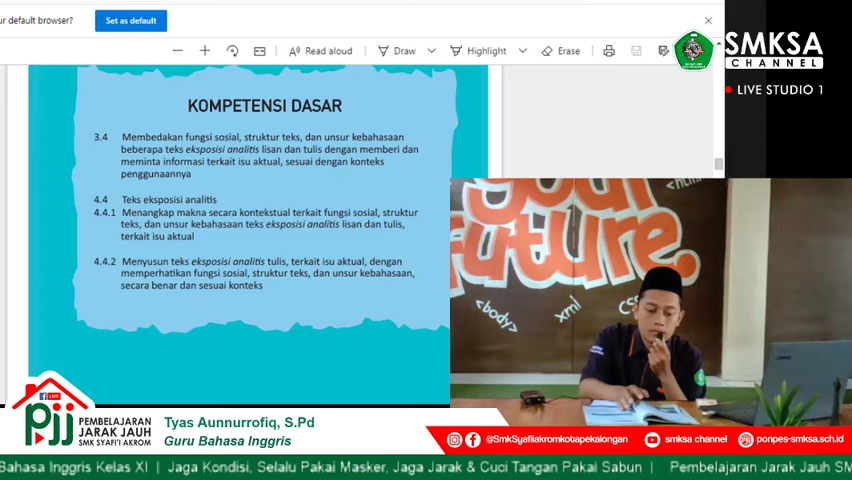 ur default browser?
Set as default
Read aloud
Draw
Highlight
Erase
SMKSA
CHANNEL
LIVE STUDIO 1
KOMPETENSI DASAR
3.4 Membedakan fungsi sosial, struktur teks, dan unsur kebahasaan
beberapa teks eksposisi analitis lisan dan tulis dengan memberi dan
meminta informasi terkait isu aktual, sesuai dengan konteks
penggunaannya
4.4 Teks eksposisi analitis
4.4.1 Menangkap makna secara kontekstual terkait fungsi sosial, struktur
teks, dan unsur kebahasaan teks eksposisi analitis lisan dan tulis,
terkait isu aktual
4.4.2 Menyusun teks eksposisi analitis tulis, terkait isu aktual, dengan
memperhatikan fungsi sosial, struktur teks, dan unsur kebahasaan,
secara benar dan sesuai konteks
<html>
your
future.
<body>
xml
CSS
LIVE
pjj
PEMBELAJARAN
JARAK JAUH
SMK SYAFI'I AKROM
Tyas Aunnurrofiq, S.Pd
Guru Bahasa Inggris
@SmkSyafiiakromkotapekalongan
smksa channel
ponpes-smksa.sch.id
Bahasa Inggris Kelas XI | Jaga Kondisi, Selalu Pakai Masker, Jaga Jarak & Cuci Tangan Pakai Sabun | Pembelajaran Jarak Jauh SM